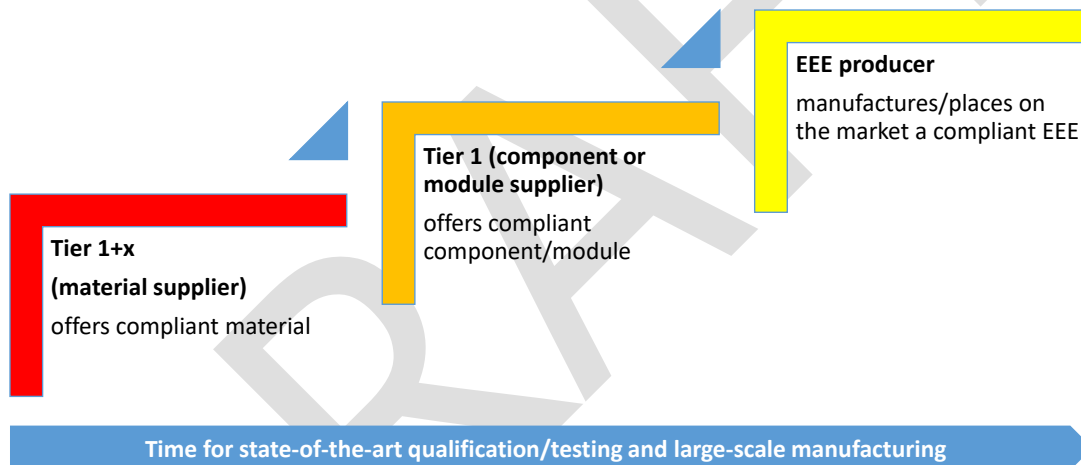 EEE producer
manufactures/places on
the market a compliant EEE
Tier 1 (component or
module supplier)
offers compliant
component/module
Tier 1+x
(material supplier)
offers compliant material
Time for state-of-the-art qualification/testing and large-scale manufacturing